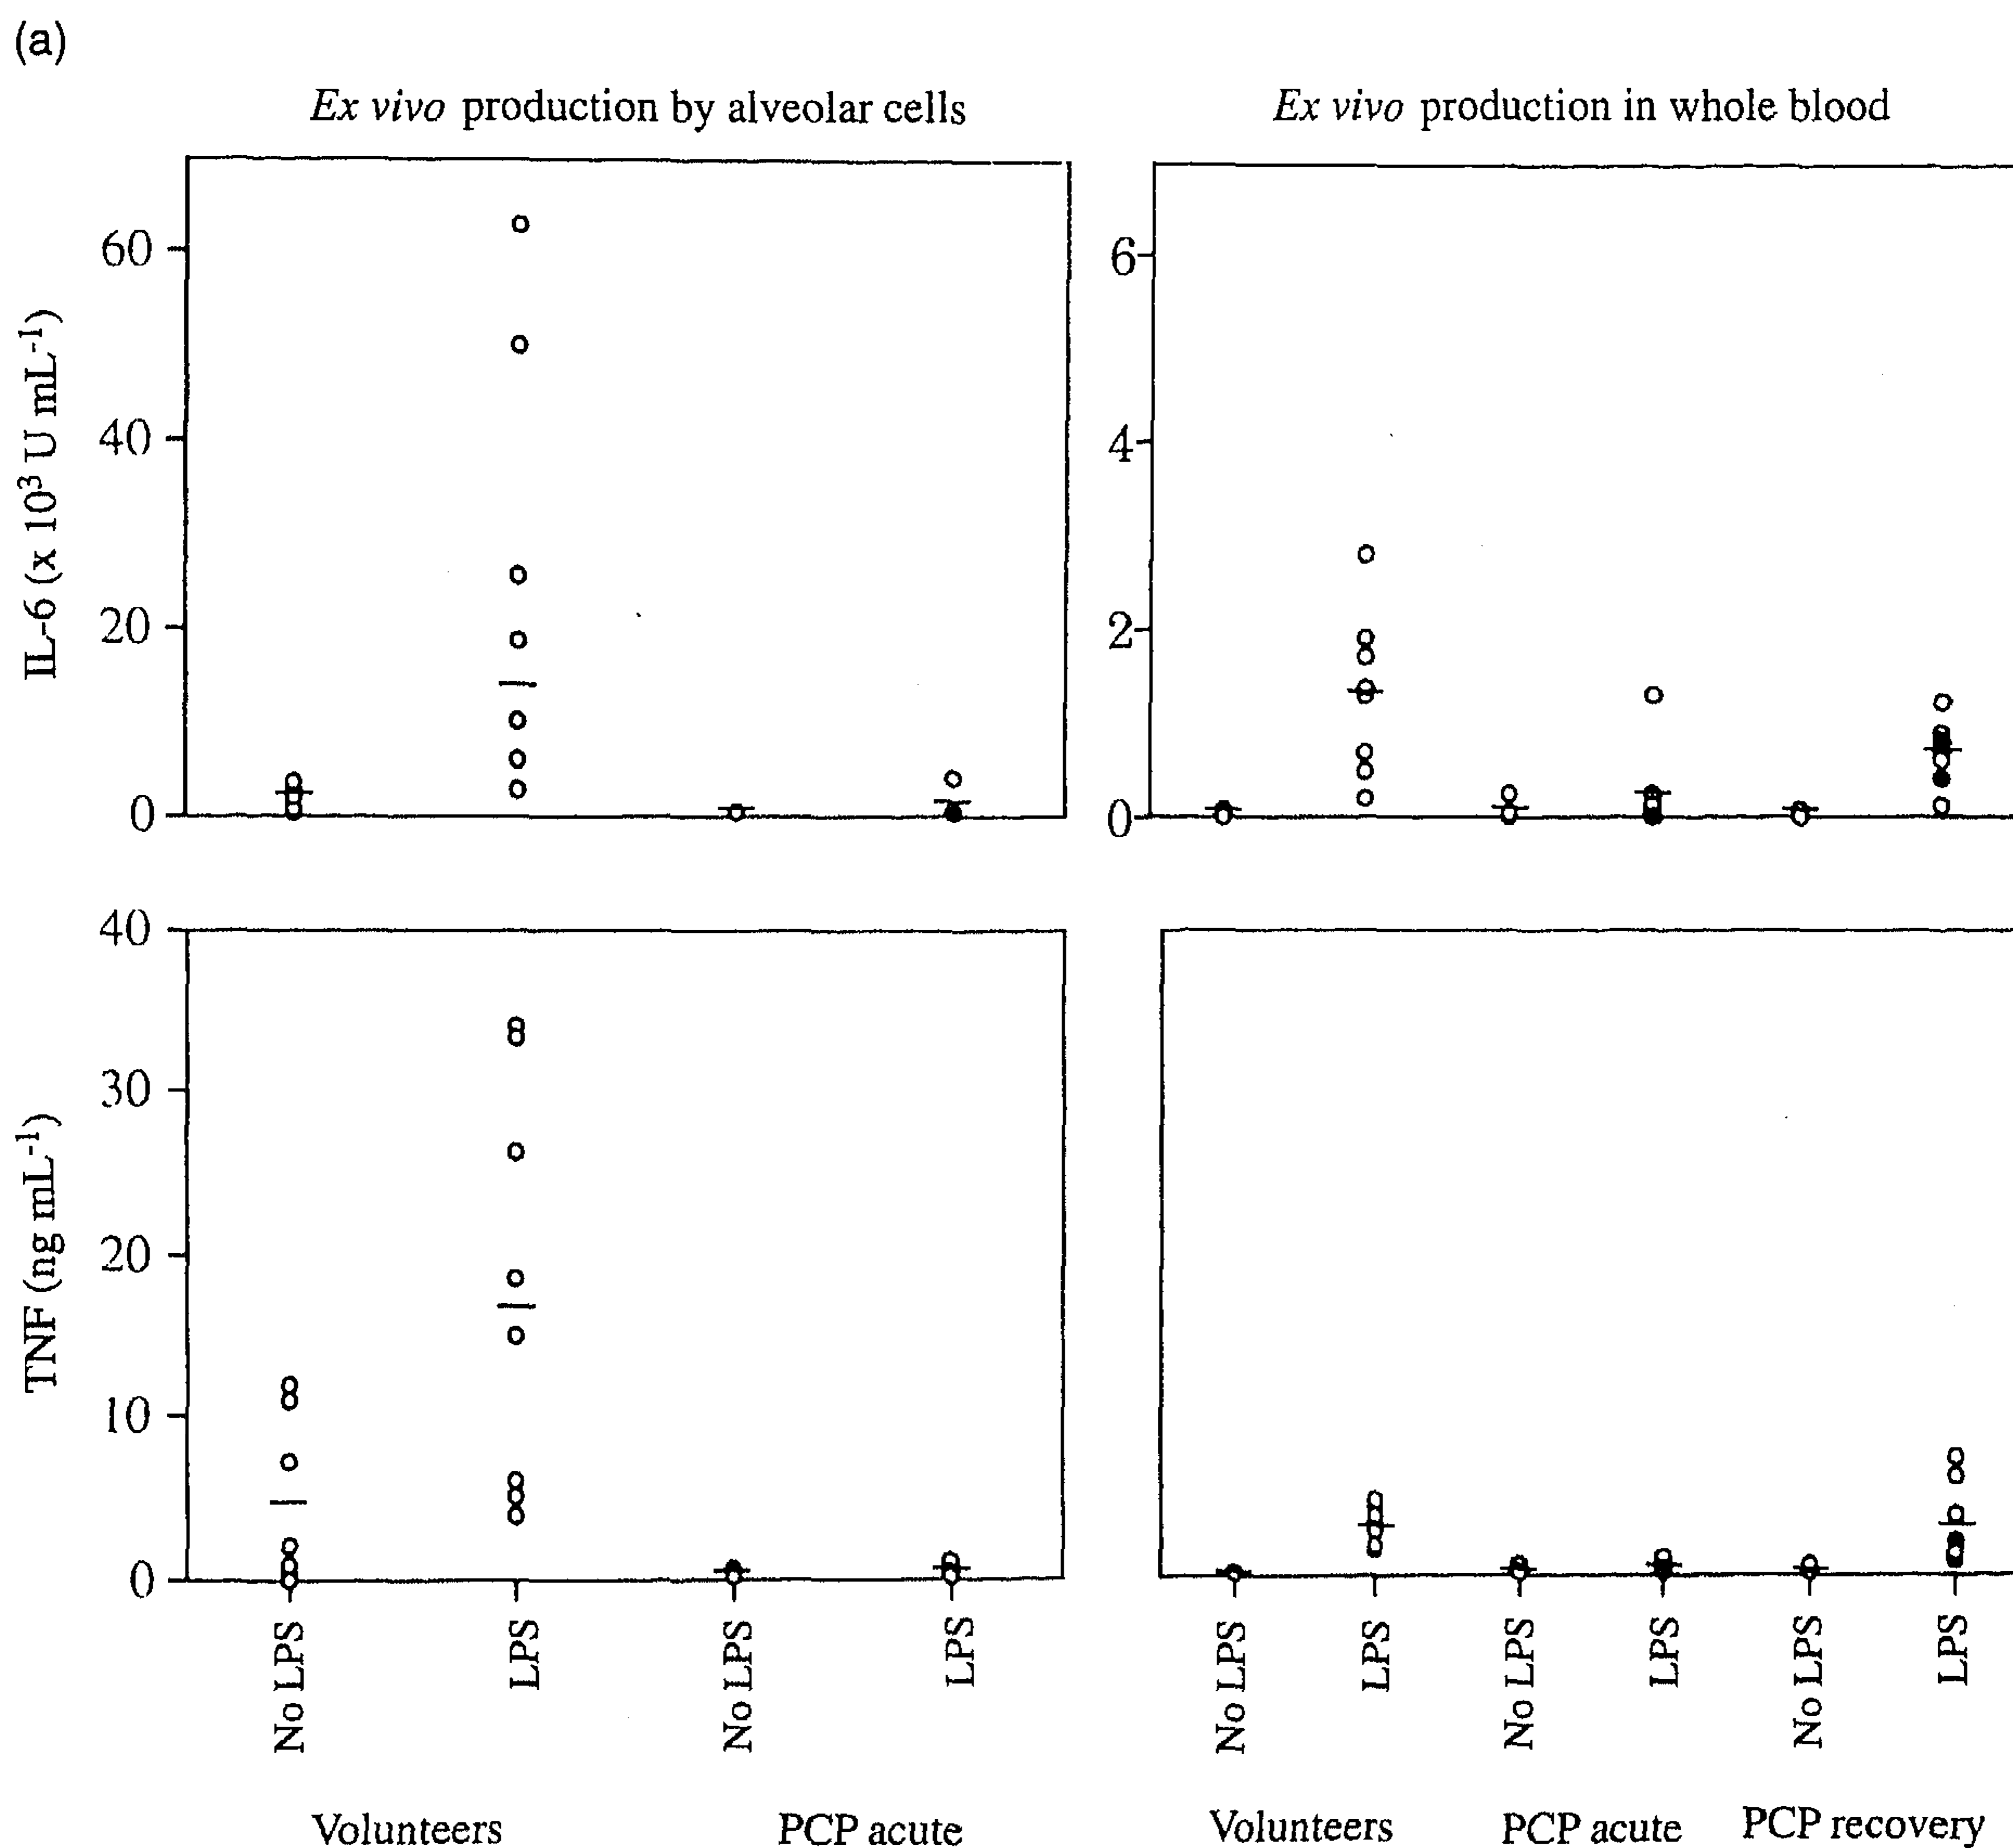 (a)
Ex vivo production by alveolar cells
Ex vivo production in whole blood
IL-6 (x 10³ U mL⁻¹)
60
40
20
0
6
4
2
0
TNF (ng mL⁻¹)
40
30
20
10
0
No LPS
LPS
No LPS
LPS
No LPS
LPS
No LPS
LPS
No LPS
LPS
Volunteers
PCP acute
Volunteers
PCP acute
PCP recovery